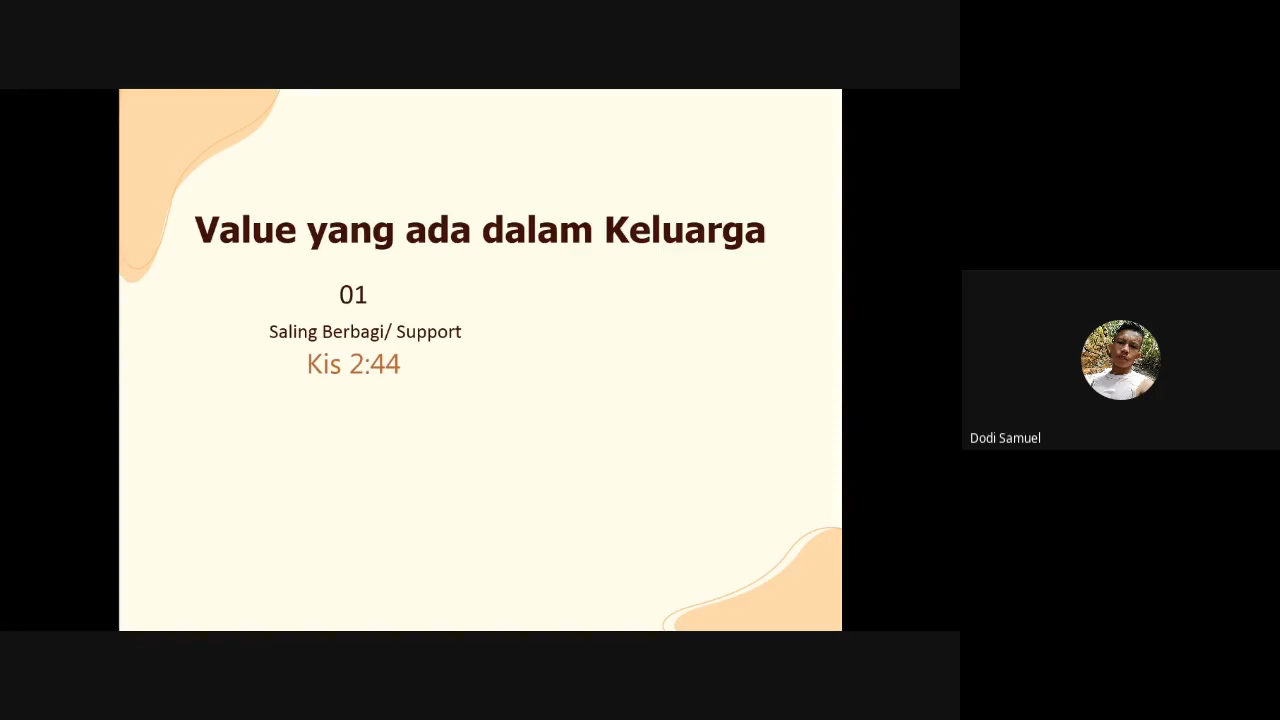 Value yang ada dalam Keluarga
01
Saling Berbagi/ Support
Kis 2:44
Dodi Samuel